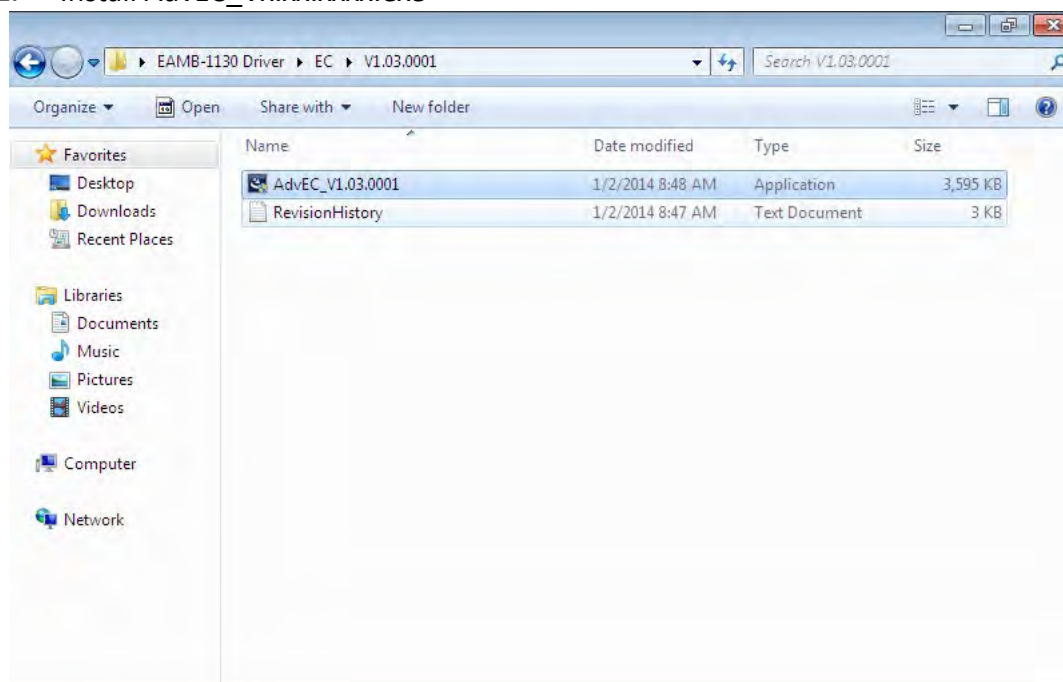 EAMB-1130 Driver EC V1.03.0001 Search V1.03.0001
Organize Open Share with New folder
Name Date modified Type Size
Favorites
Desktop
Downloads
Recent Places
Libraries
Documents
Music
Pictures
Videos
Computer
Network
AdvEC_V1.03.0001 1/2/2014 8:48 AM Application 3,595 KB
RevisionHistory 1/2/2014 8:47 AM Text Document 3 KB